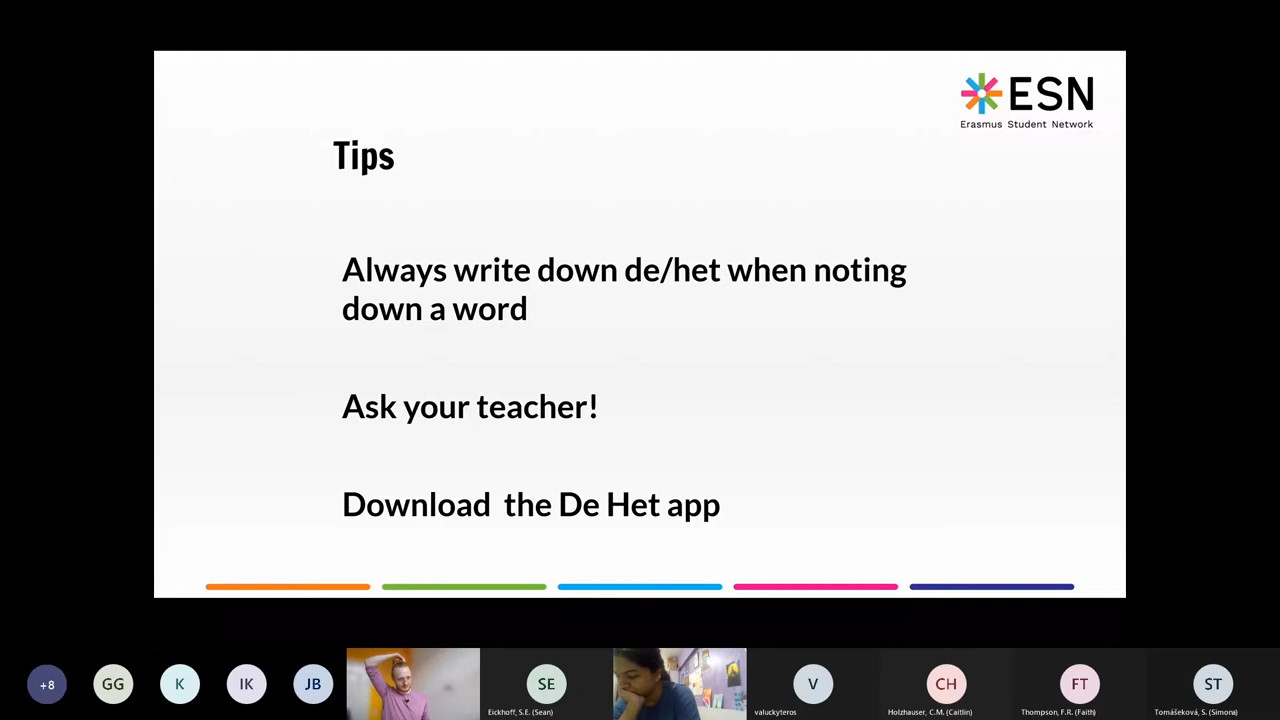 ESN
Erasmus Student Network
Tips
Always write down de/het when noting
down a word
Ask your teacher!
Download the De Het app
+8
GG
K
IK
JB
SE
Eickhoff, S.E. (Sean)
V
valuckyteros
CH
Holzhauser, C.M. (Caitlin)
FT
Thompson, F.R. (Faith)
ST
Tomášeková, S. (Simona)